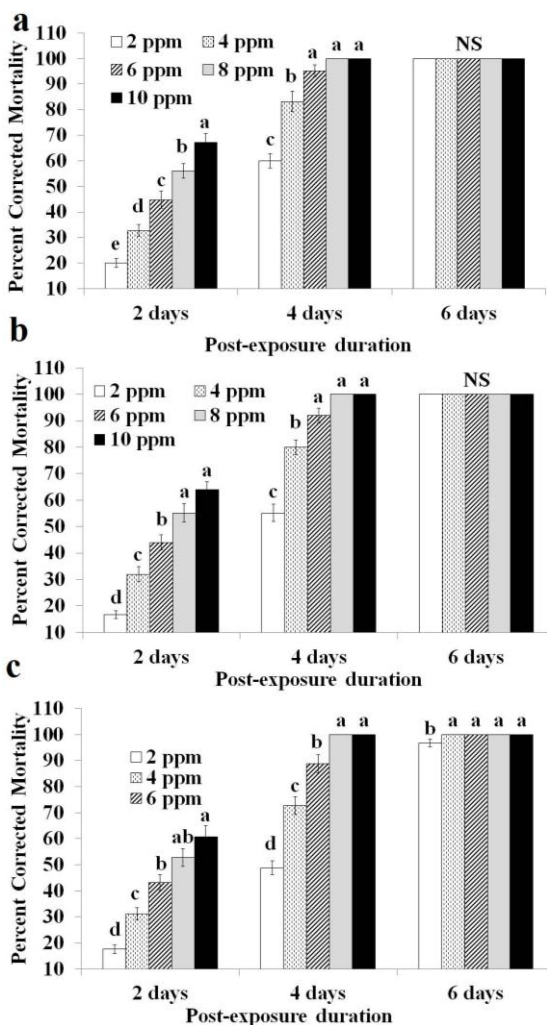 a
Percent Corrected Mortality
110
100
90
80
70
60
50
40
30
20
10
2 ppm 4 ppm
6 ppm 8 ppm
10 ppm
e d c b a
c b a a a
NS
2 days 4 days 6 days
Post-exposure duration
b
Percent Corrected Mortality
110
100
90
80
70
60
50
40
30
20
10
2 ppm 4 ppm
6 ppm 8 ppm
10 ppm
d c b a a
c b a a a
NS
2 days 4 days 6 days
Post-exposure duration
c
Percent Corrected Mortality
110
100
90
80
70
60
50
40
30
20
10
2 ppm
4 ppm
6 ppm
d c b ab a
d c b a a
b a a a a
2 days 4 days 6 days
Post-exposure duration